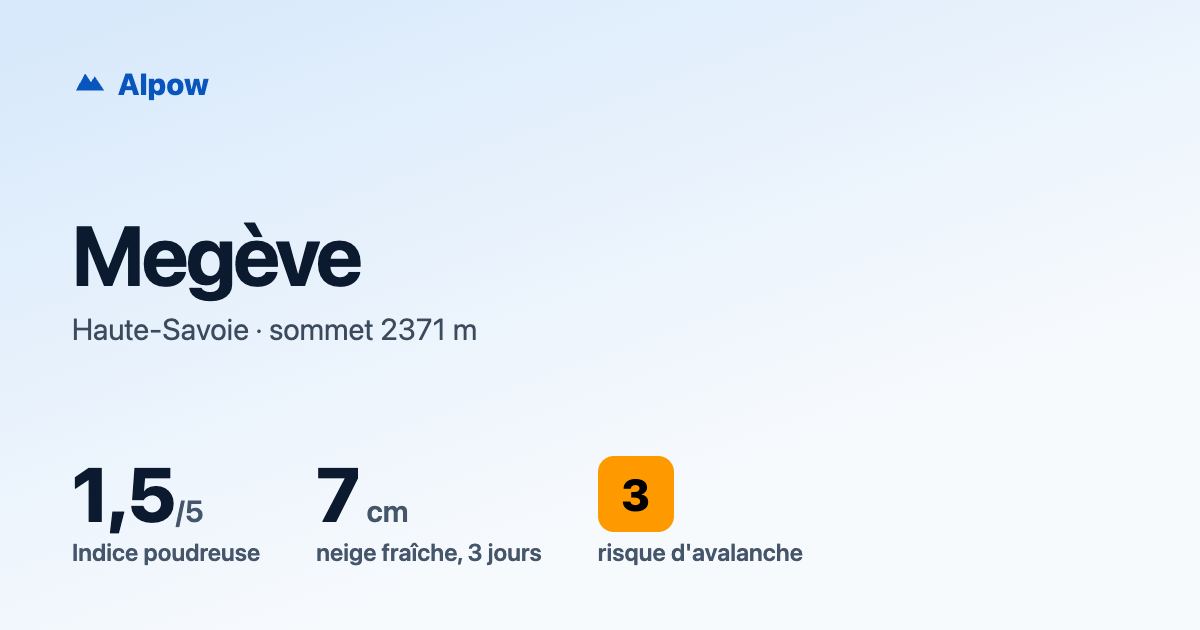 Alpow
Megève
Haute-Savoie · sommet 2371 m
1,5/5
Indice poudreuse
7 cm
neige fraîche, 3 jours
3
risque d'avalanche